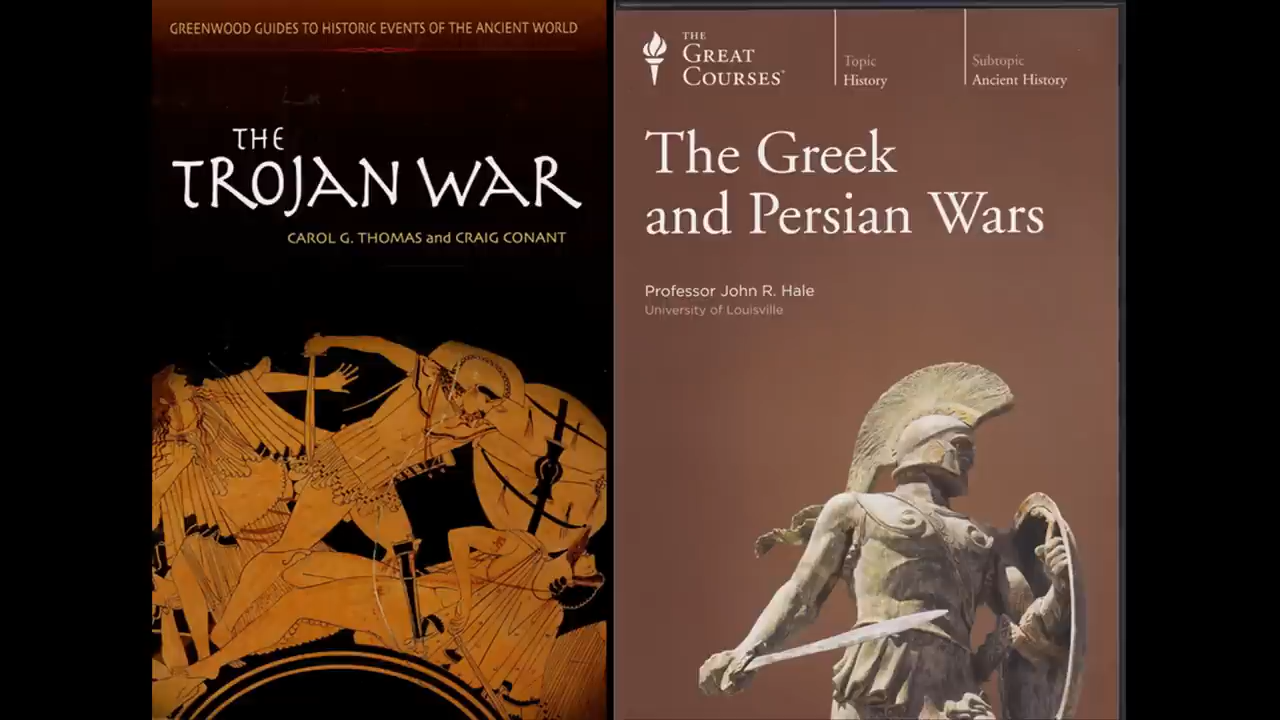 GREENWOOD GUIDES TO HISTORIC EVENTS OF THE ANCIENT WORLD
THE
TROJAN WAR
CAROL G. THOMAS and CRAIG CONANT
THE
GREAT
COURSES®
Topic
History
Subtopic
Ancient History
The Greek
and Persian Wars
Professor John R. Hale
University of Louisville